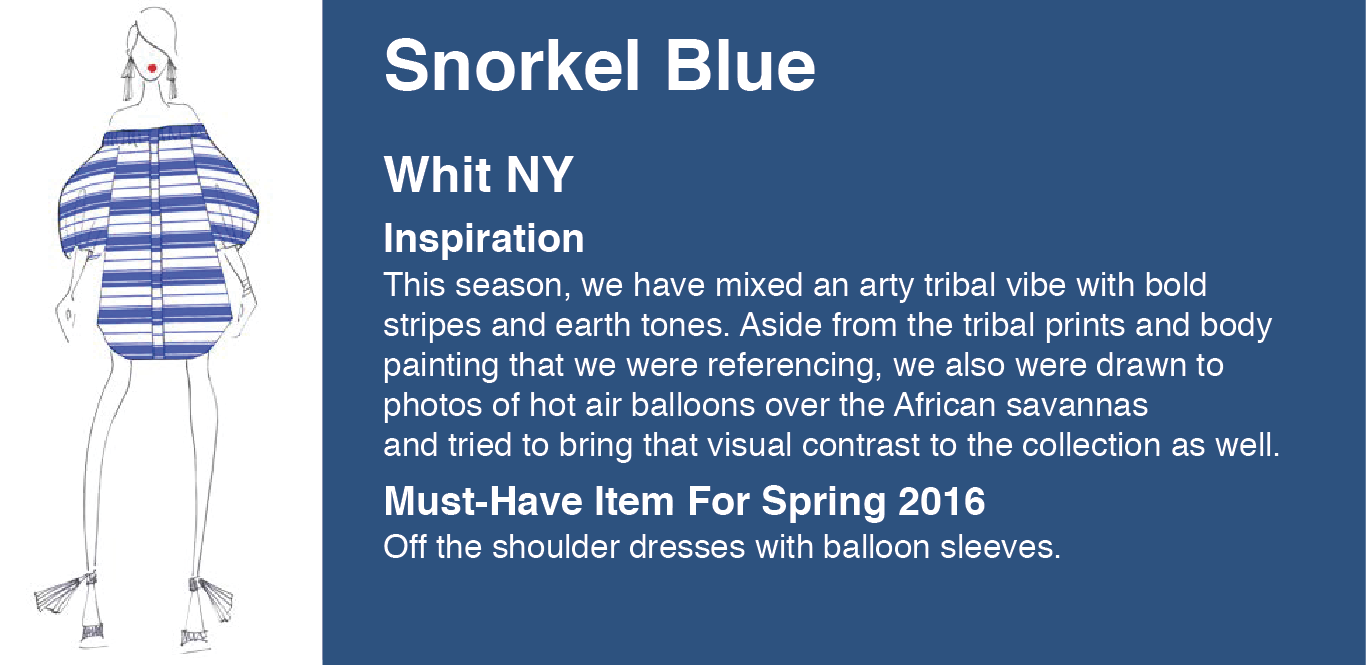 Snorkel Blue
Whit NY
Inspiration
This season, we have mixed an arty tribal vibe with bold
stripes and earth tones. Aside from the tribal prints and body
painting that we were referencing, we also were drawn to
photos of hot air balloons over the African savannas
and tried to bring that visual contrast to the collection as well.
Must-Have Item For Spring 2016
Off the shoulder dresses with balloon sleeves.